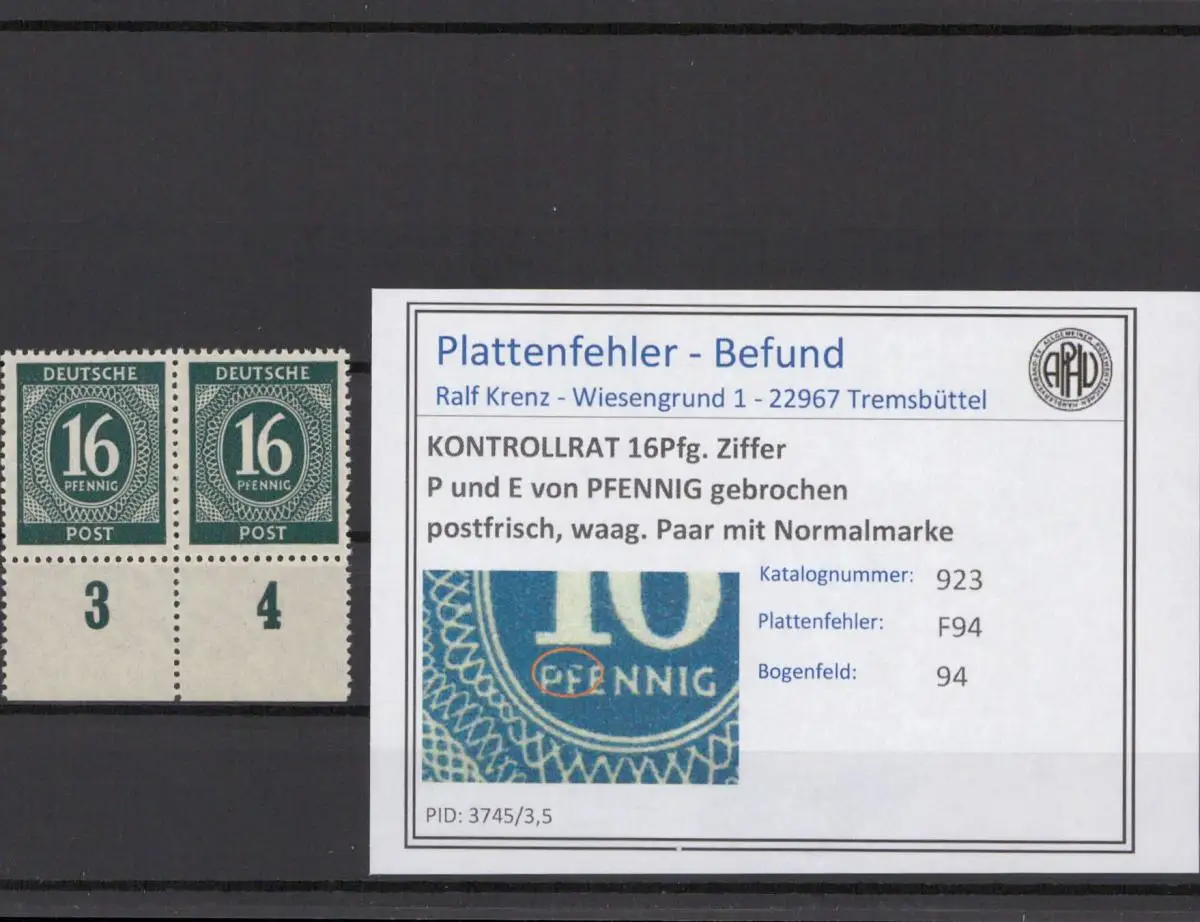 DEUTSCHE
16
PFENNIG
POST
3
DEUTSCHE
16
PFENNIG
POST
4
Plattenfehler - Befund
Ralf Krenz - Wiesengrund 1 - 22967 Tremsbüttel
APHV
KONTROLLRAT 16Pfg. Ziffer
P und E von PFENNIG gebrochen
postfrisch, waag. Paar mit Normalmarke
16
PFENNIG
Katalognummer: 923
Plattenfehler: F94
Bogenfeld: 94
PID: 3745/3,5